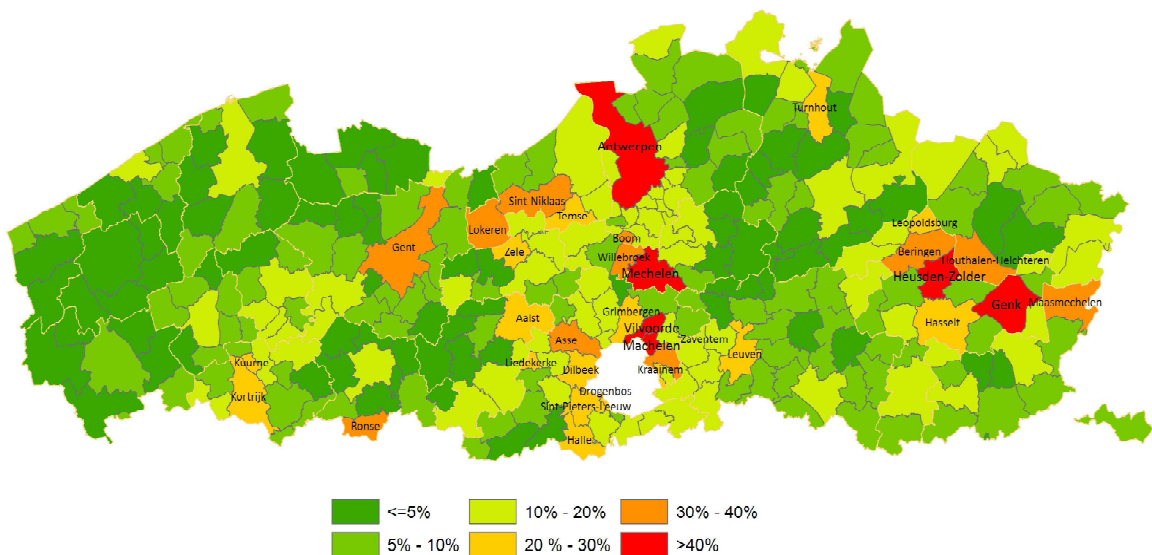 Turnhout
Antwerpen
Sint-Niklaas
Temse
Lokeren
Leopoldsburg
Boom
Gent
Zele
Beringen
Willebroek
Houthalen-Helchteren
Mechelen
Heusden-Zolder
Genk
Maasmechelen
Grimbergen
Aalst
Hasselt
Vilvoorde
Asse
Zaventem
Machelen
Leuven
Kuurne
Liedekerke
Dilbeek
Kraainem
Drogenbos
Kortrijk
Sint-Pieters-Leeuw
Ronse
Halle
<=5%
10% - 20%
30% - 40%
5% - 10%
20 % - 30%
>40%